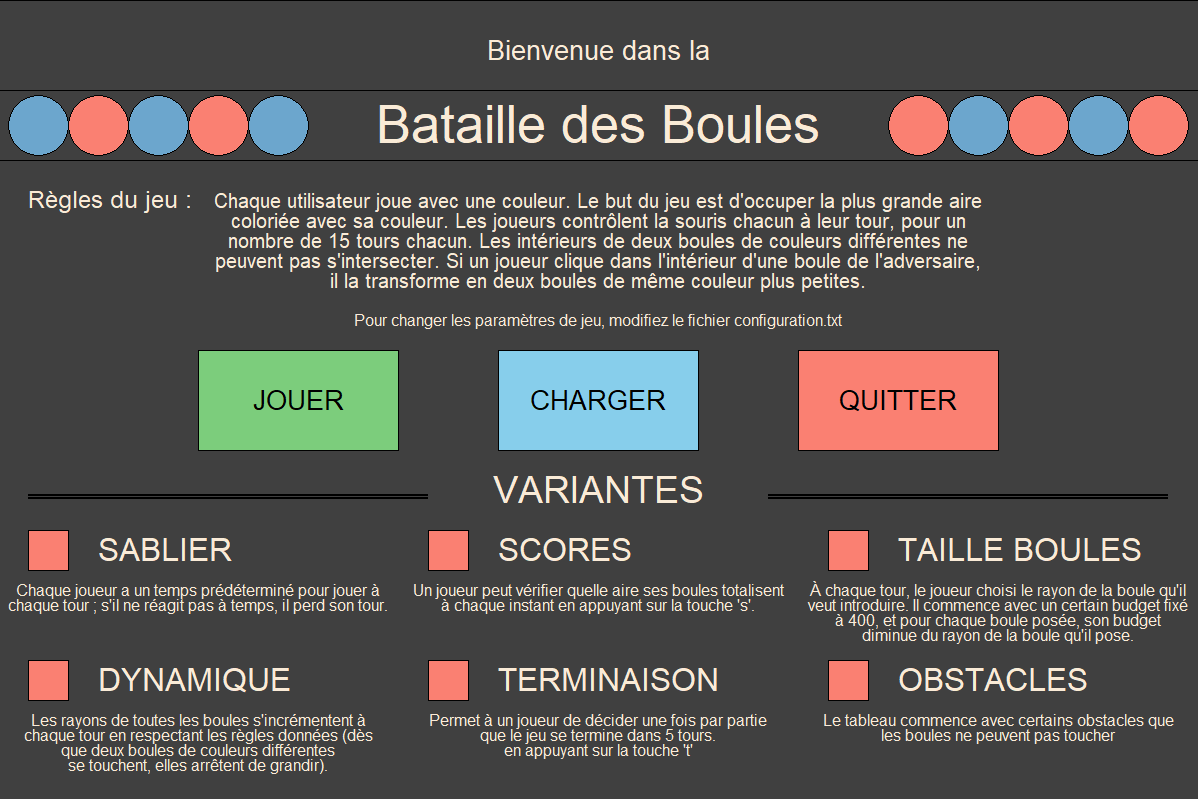 Bienvenue dans la
Bataille des Boules
Règles du jeu :
Chaque utilisateur joue avec une couleur. Le but du jeu est d'occuper la plus grande aire
coloriée avec sa couleur. Les joueurs contrôlent la souris chacun à leur tour, pour un
nombre de 15 tours chacun. Les intérieurs de deux boules de couleurs différentes ne
peuvent pas s'intersecter. Si un joueur clique dans l'intérieur d'une boule de l'adversaire,
il la transforme en deux boules de même couleur plus petites.
Pour changer les paramètres de jeu, modifiez le fichier configuration.txt
JOUER
CHARGER
QUITTER
VARIANTES
SABLIER
Chaque joueur a un temps prédéterminé pour jouer à
chaque tour ; s'il ne réagit pas à temps, il perd son tour.
SCORES
Un joueur peut vérifier quelle aire ses boules totalisent
à chaque instant en appuyant sur la touche 's'.
TAILLE BOULES
À chaque tour, le joueur choisi le rayon de la boule qu'il
veut introduire. Il commence avec un certain budget fixé
à 400, et pour chaque boule posée, son budget
diminue du rayon de la boule qu'il pose.
DYNAMIQUE
Les rayons de toutes les boules s'incrémentent à
chaque tour en respectant les règles données (dès
que deux boules de couleurs différentes
se touchent, elles arrêtent de grandir).
TERMINAISON
Permet à un joueur de décider une fois par partie
que le jeu se termine dans 5 tours.
en appuyant sur la touche 't'
OBSTACLES
Le tableau commence avec certains obstacles que
les boules ne peuvent pas toucher